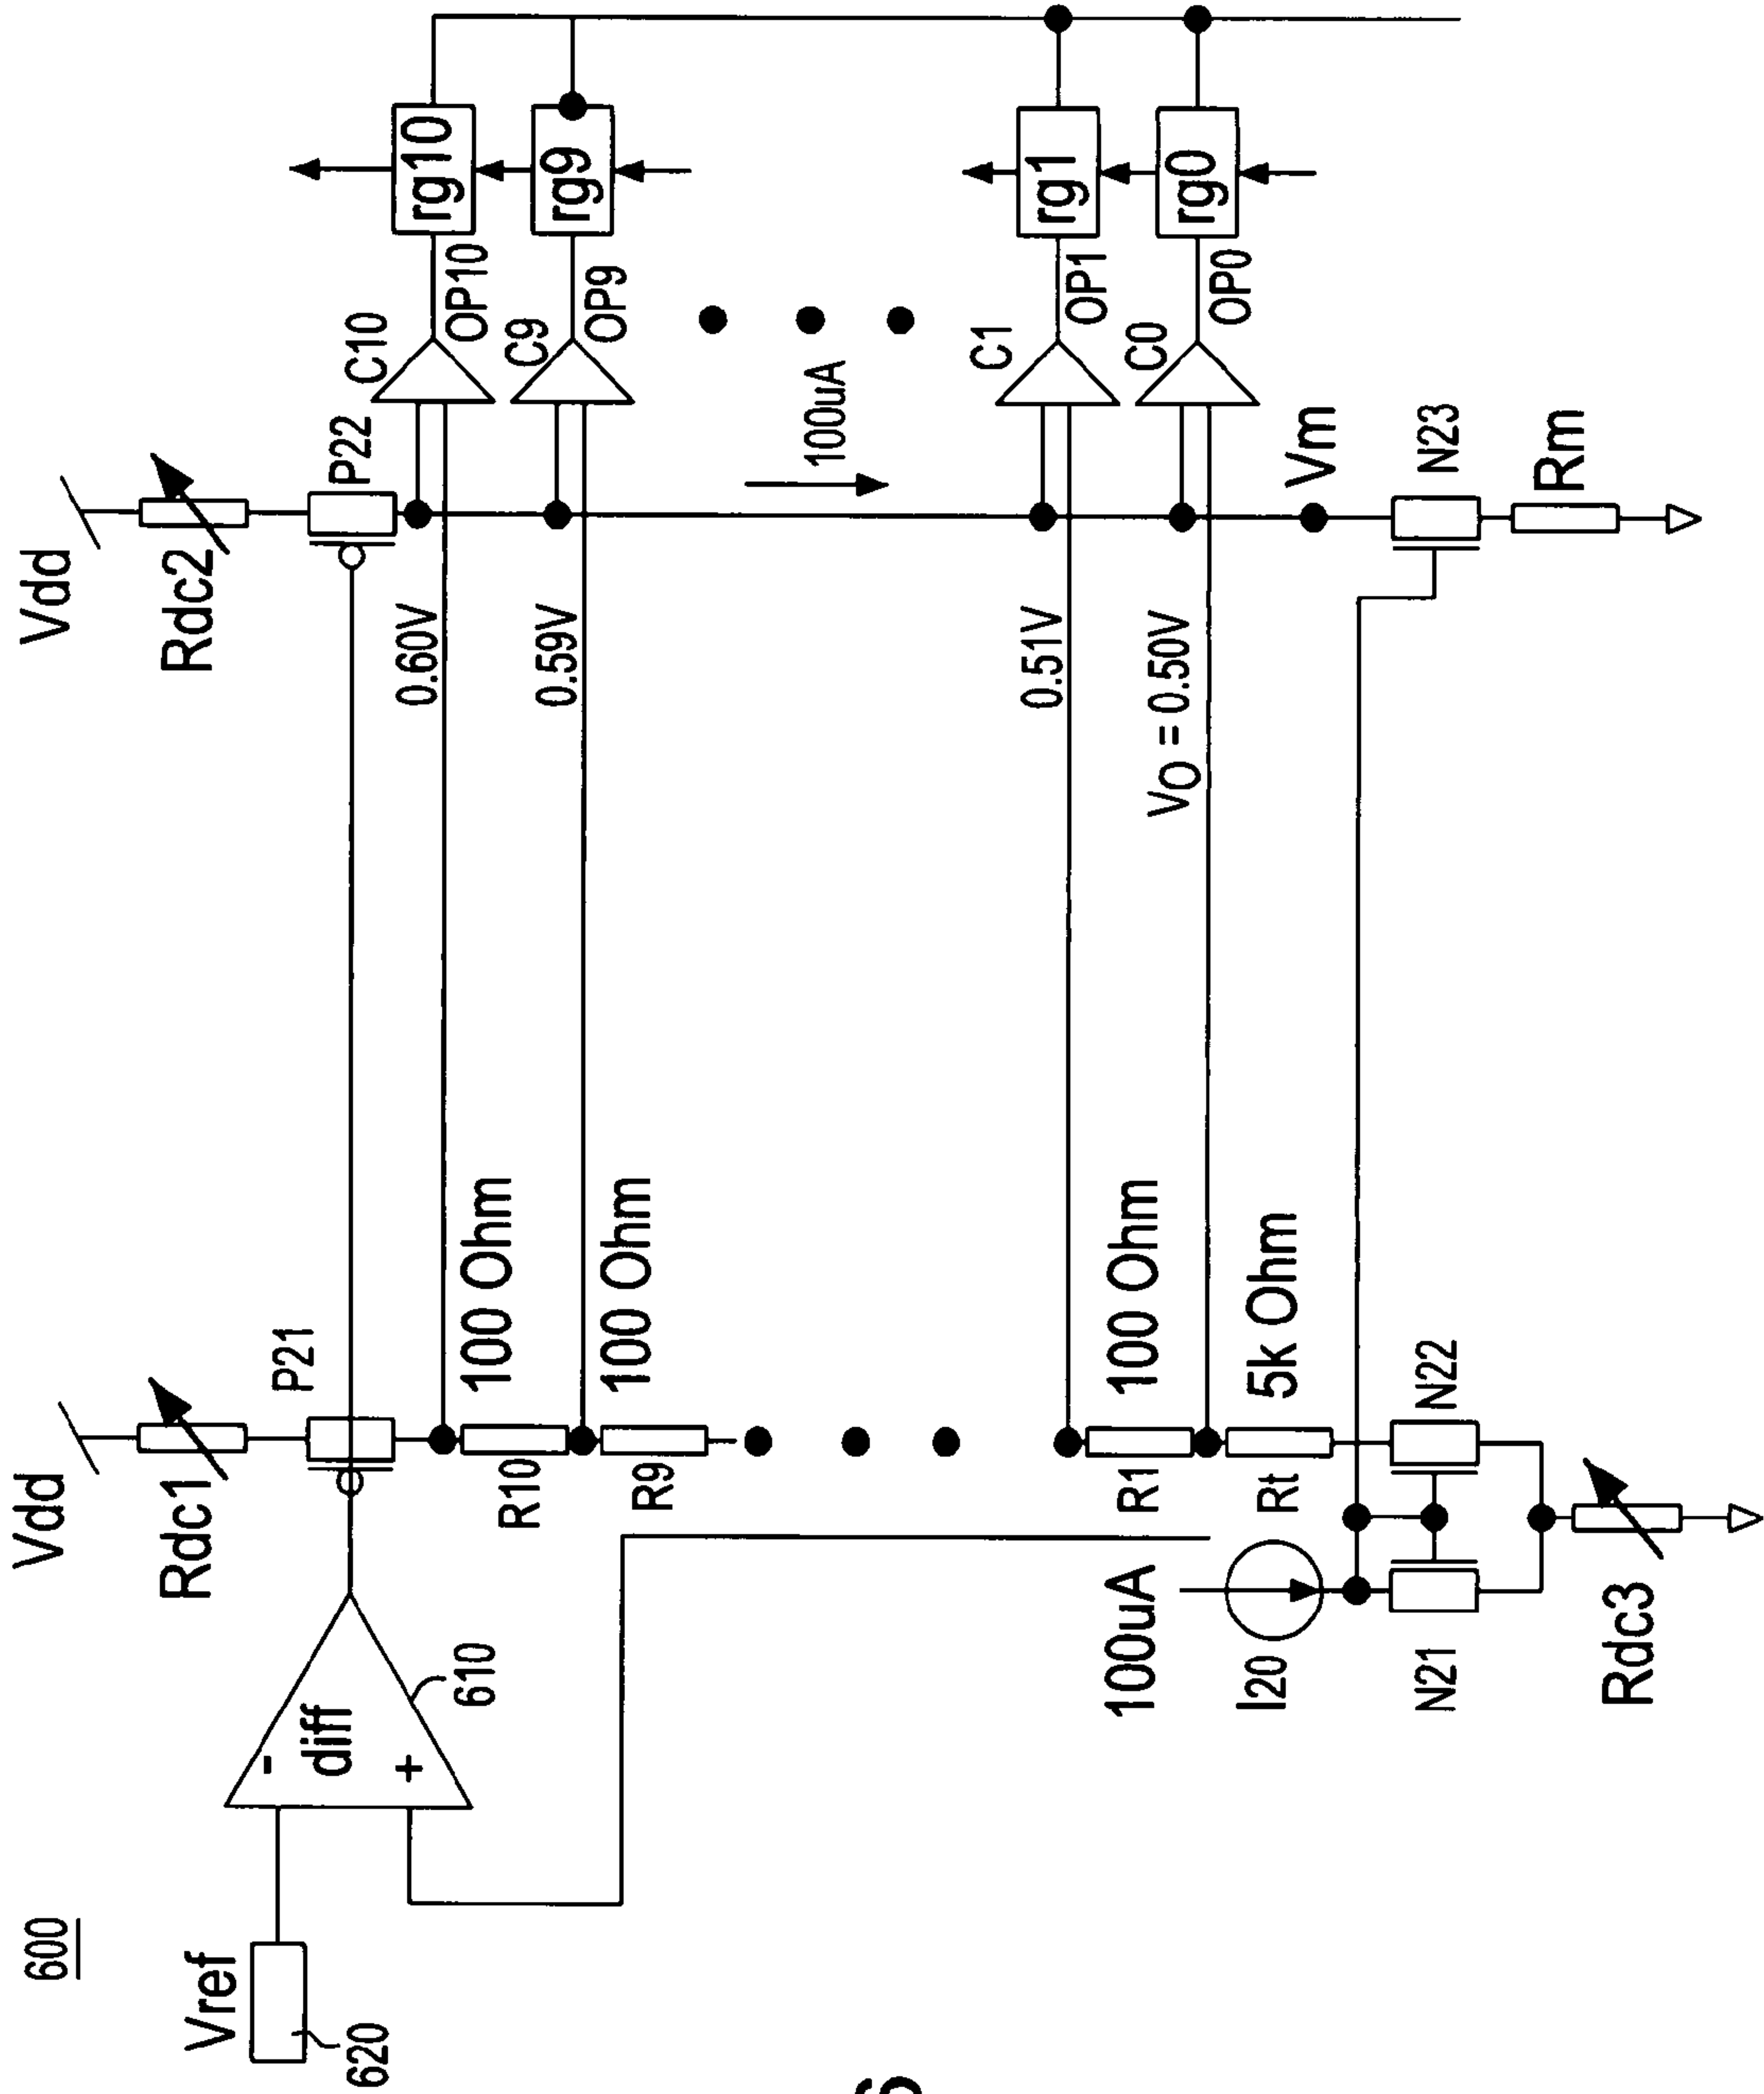 600
Vref
620
diff
-
+
610
Vdd
Rdc1
P21
Vdd
Rdc2
P22
C10
OP10
rg10
0.60V
C9
OP9
rg9
0.59V
100 Ohm
R10
100 Ohm
R9
100uA
C1
OP1
rg1
0.51V
C0
OP0
rg0
VO = 0.50V
100 Ohm
R1
5k Ohm
Rt
Vm
N23
Rm
100uA
I20
N21
N22
Rdc3